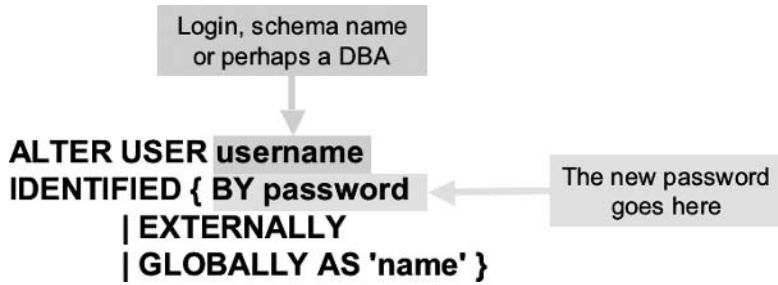 Login, schema name
or perhaps a DBA
ALTER USER username
IDENTIFIED { BY password
| EXTERNALLY
| GLOBALLY AS 'name' }
The new password
goes here